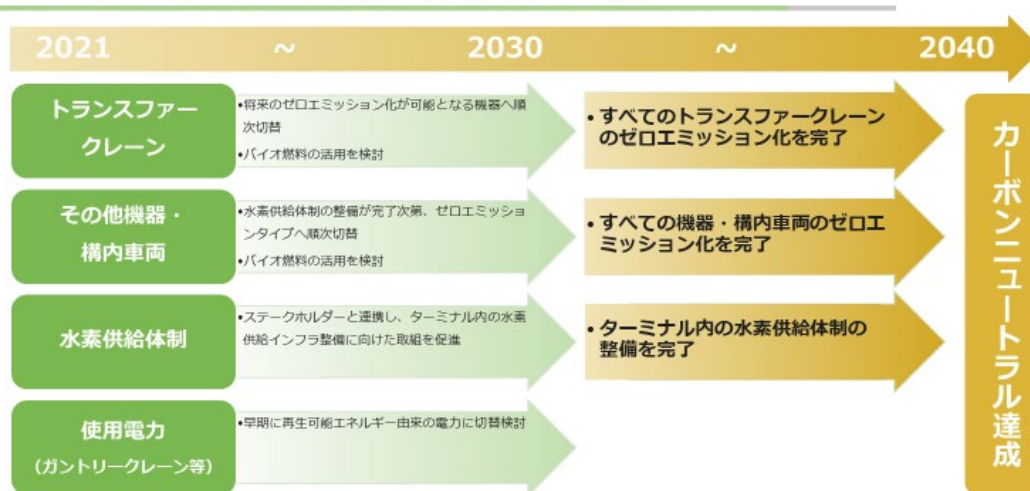 2021 ~ 2030 ~ 2040
トランスファー
クレーン
•将来のゼロエミッション化が可能となる機器へ順
次切替
•バイオ燃料の活用を検討
• すべてのトランスファークレーン
のゼロエミッション化を完了
その他機器・
構内車両
•水素供給体制の整備が完了次第、ゼロエミッショ
ンタイプへ順次切替
•バイオ燃料の活用を検討
• すべての機器・構内車両のゼロエ
ミッション化を完了
水素供給体制
•ステークホルダーと連携し、ターミナル内の水素
供給インフラ整備に向けた取組を促進
• ターミナル内の水素供給体制の
整備を完了
使用電力
（ガントリークレーン等）
•早期に再生可能エネルギー由来の電力に切替検討
カーボンニュートラル達成